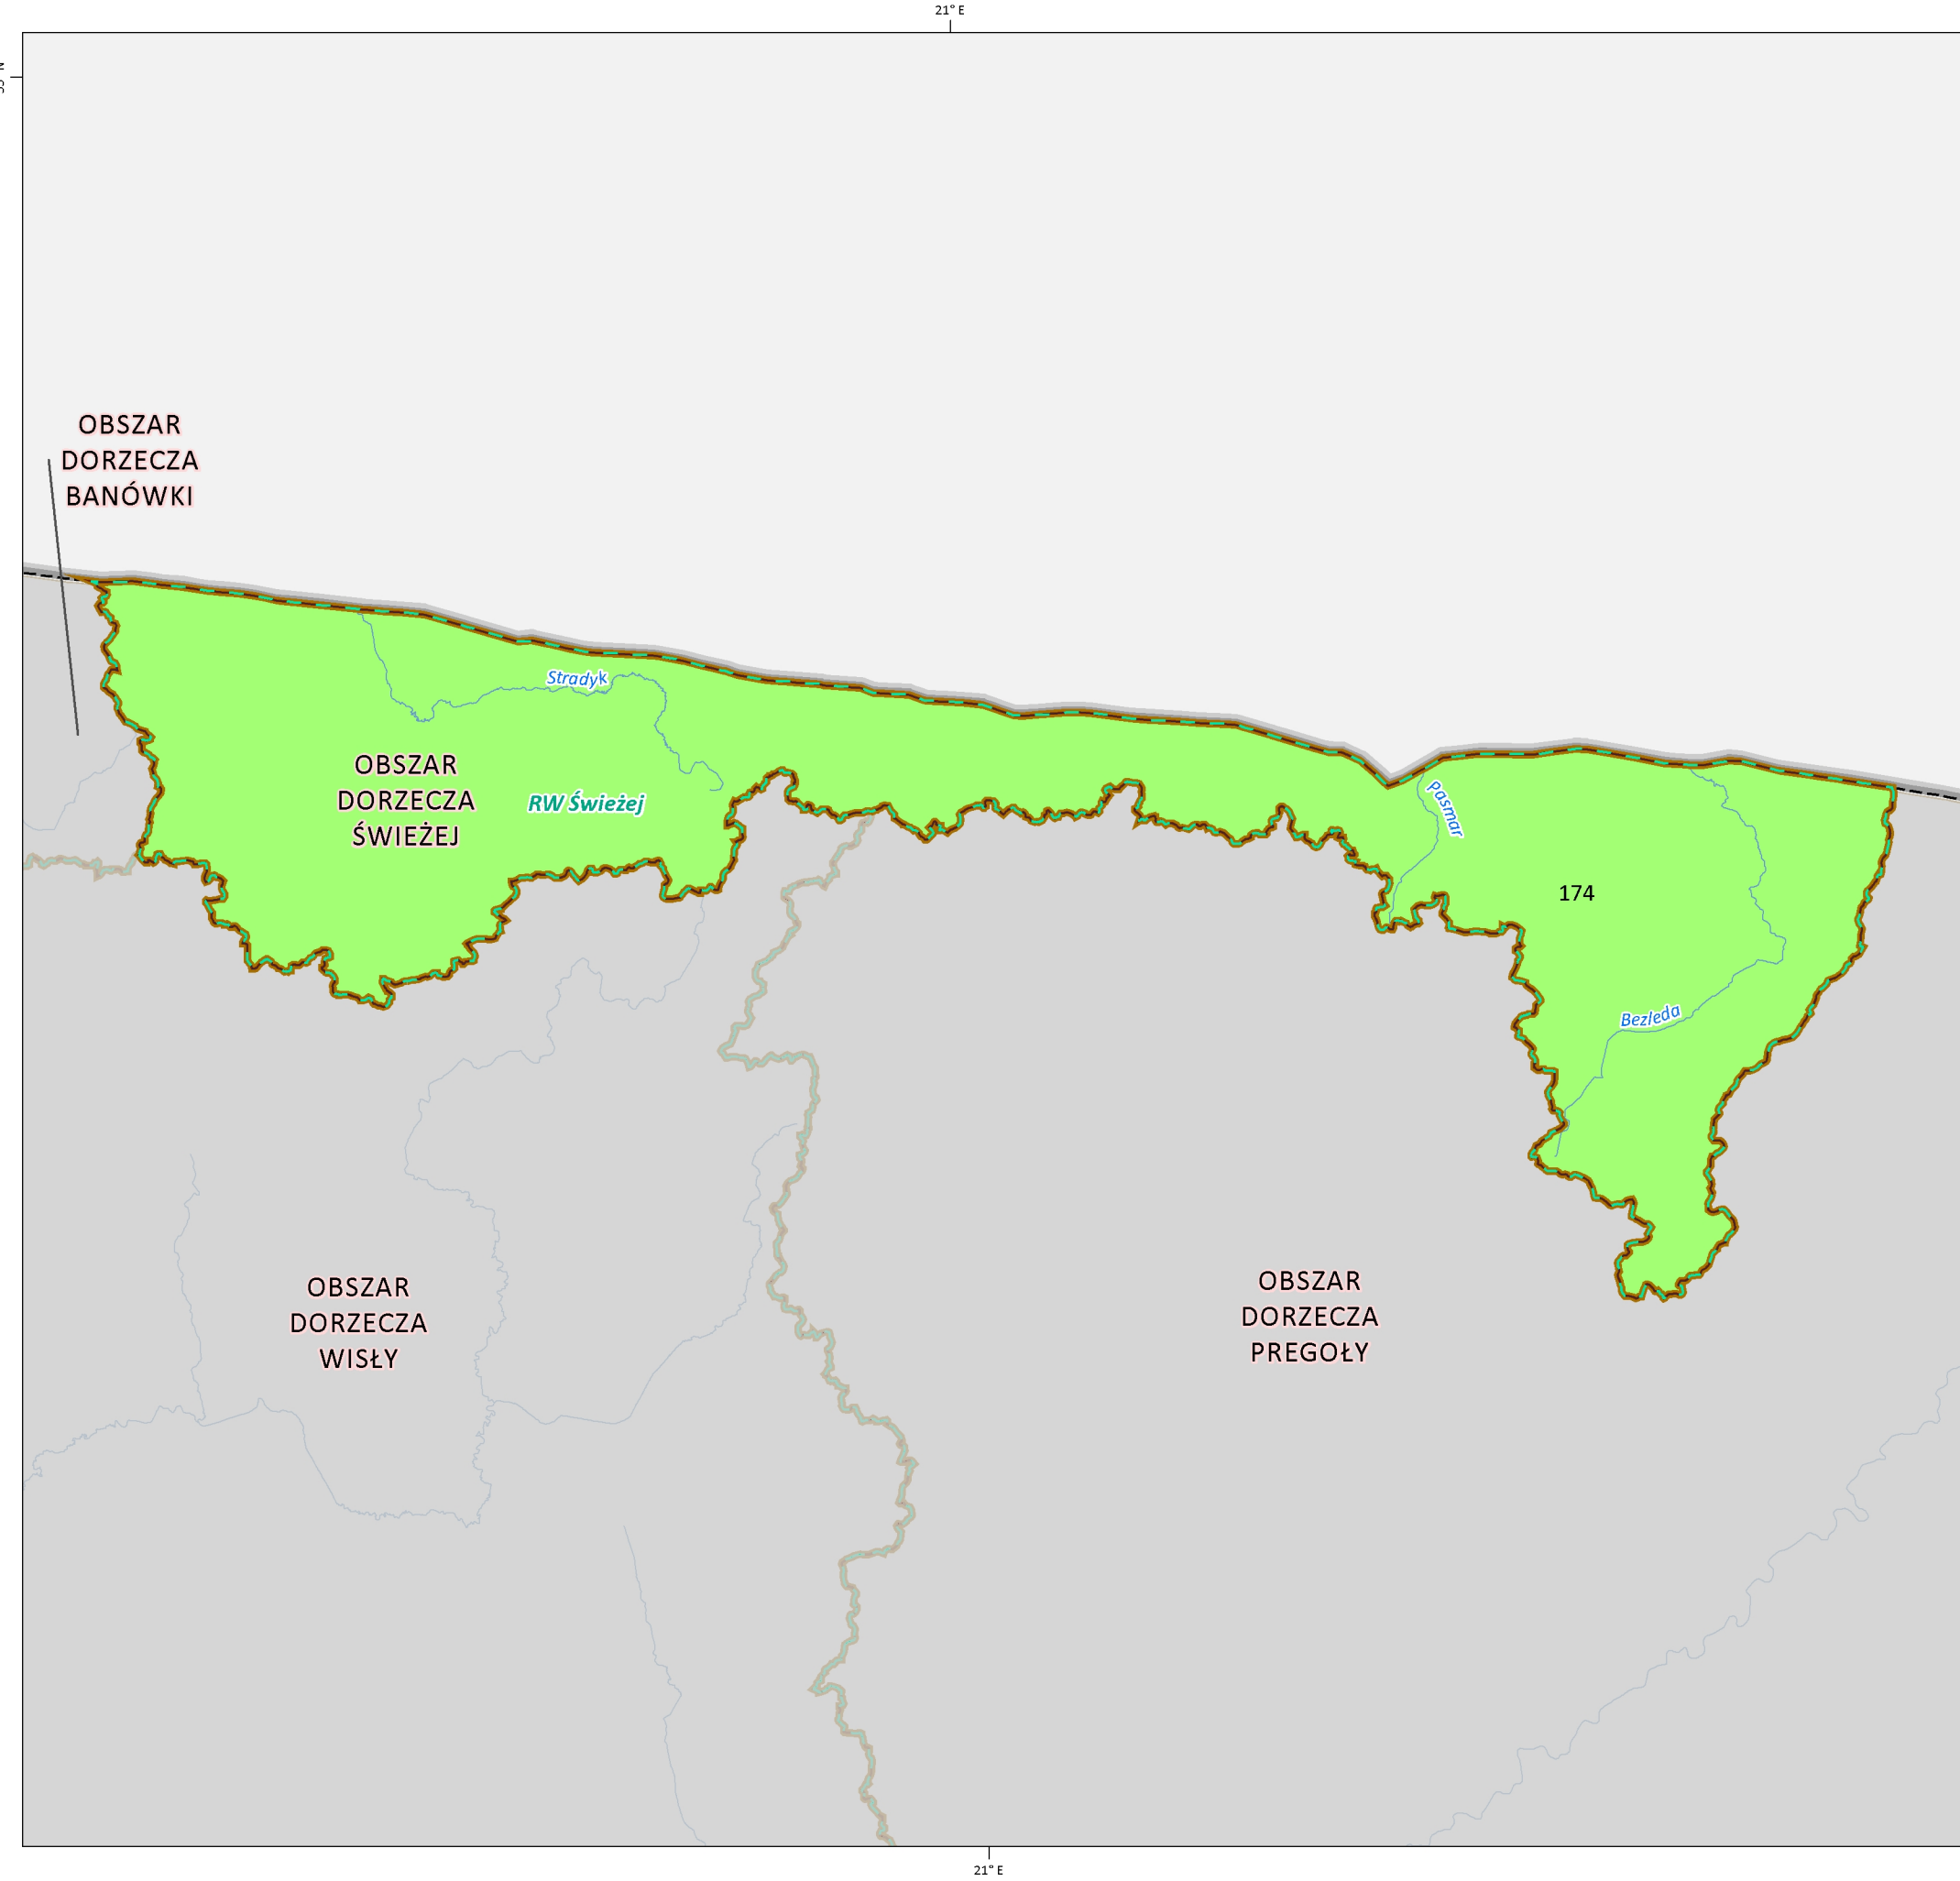 21° E
OBSZAR
DORZECZA
BANÓWKI
Stradyk
OBSZAR
DORZECZA
ŚWIEŻEJ
RW Świeżej
Pasmar
174
Bezleda
OBSZAR
DORZECZA
WISŁY
OBSZAR
DORZECZA
PREGOŁY
21° E